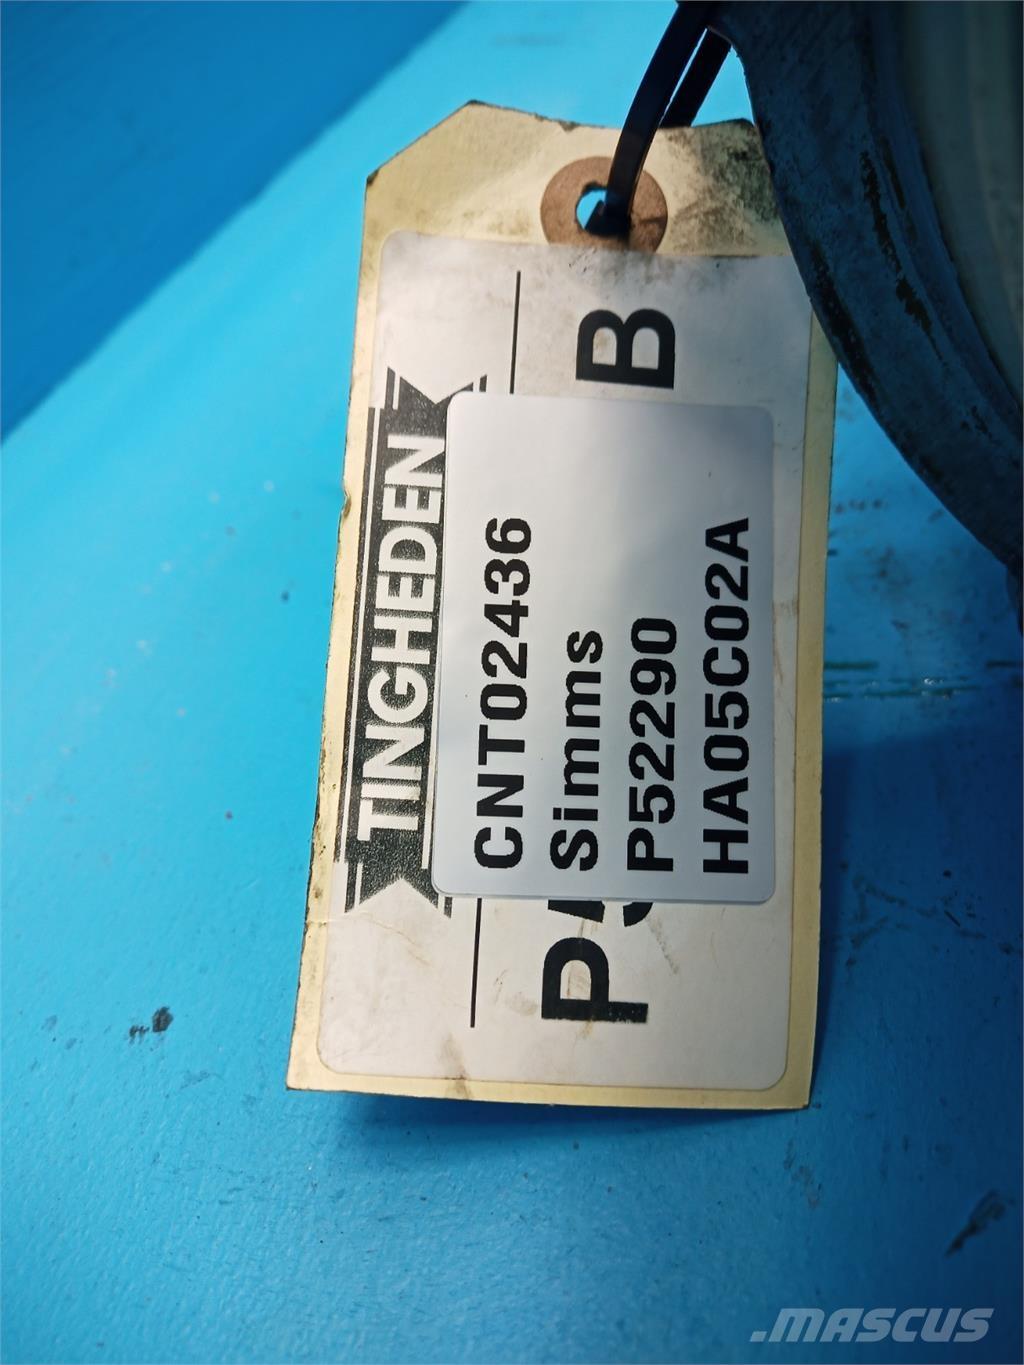 TINGHEDEN
B
CNT02436
Simms
P52290
HA05C02A
P
.MASCUS